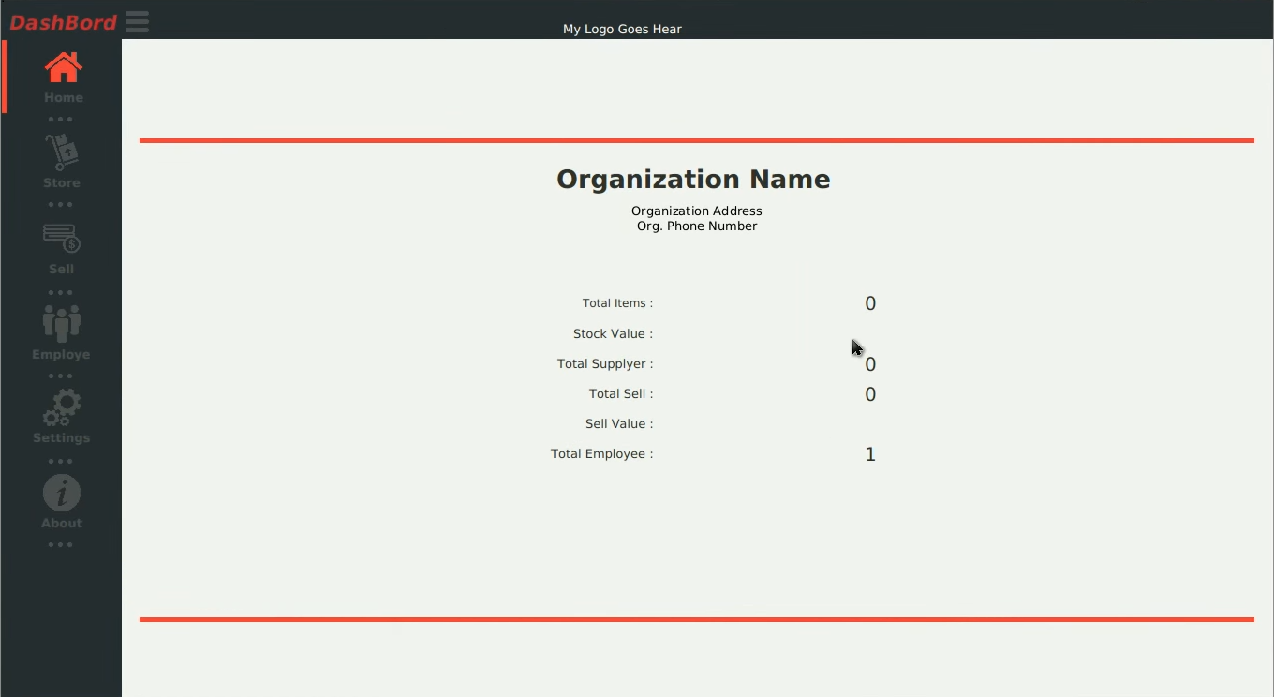 DashBord
My Logo Goes Hear
Home
Store
Sell
Employe
Settings
About
Organization Name
Organization Address
Org. Phone Number
Total Items : 0
Stock Value :
Total Supplyer : 0
Total Sell : 0
Sell Value :
Total Employee : 1